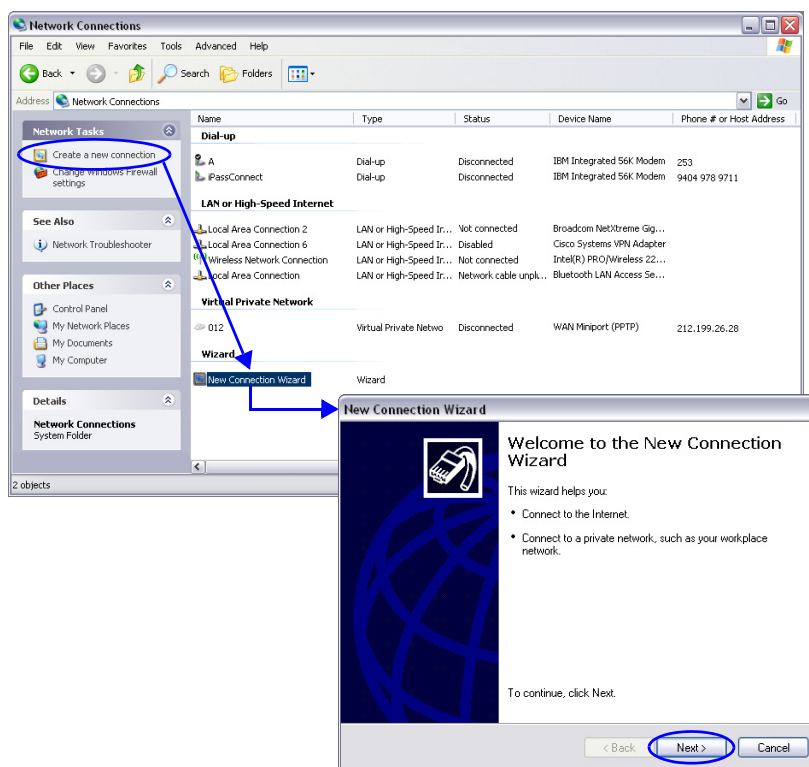 Network Connections
File Edit View Favorites Tools Advanced Help
Back Search Folders
Address Network Connections Go
Network Tasks
Create a new connection
Change Windows Firewall
settings
See Also
Network Troubleshooter
Other Places
Control Panel
My Network Places
My Documents
My Computer
Details
Network Connections
System Folder
Name Type Status Device Name Phone # or Host Address
Dial-up
A Dial-up Disconnected IBM Integrated 56K Modem 253
iPassConnect Dial-up Disconnected IBM Integrated 56K Modem 9404 978 9711
LAN or High-Speed Internet
Local Area Connection 2 LAN or High-Speed Ir... Not connected Broadcom NetXtreme Gig...
Local Area Connection 6 LAN or High-Speed Ir... Disabled Cisco Systems VPN Adapter
Wireless Network Connection LAN or High-Speed Ir... Not connected Intel(R) PRO/Wireless 22...
Local Area Connection LAN or High-Speed Ir... Network cable unpl... Bluetooth LAN Access Se...
Virtual Private Network
012 Virtual Private Netwo Disconnected WAN Miniport (PPTP) 212.199.26.28
Wizard
New Connection Wizard Wizard
2 objects
New Connection Wizard
Welcome to the New Connection
Wizard
This wizard helps you:
• Connect to the Internet.
• Connect to a private network, such as your workplace
network.
To continue, click Next.
< Back Next > Cancel